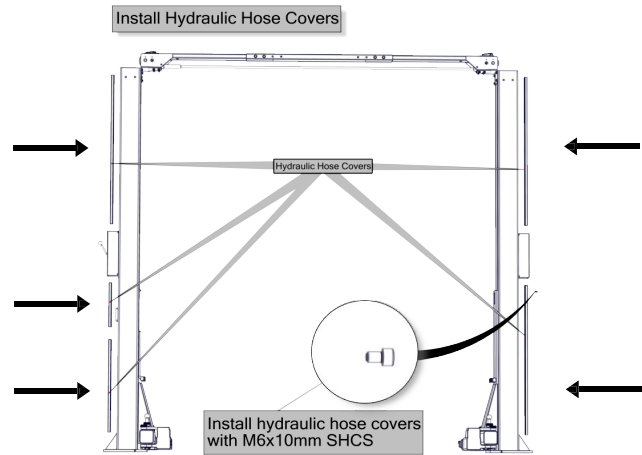 Install Hydraulic Hose Covers
Hydraulic Hose Covers
Install hydraulic hose covers
with M6x10mm SHCS